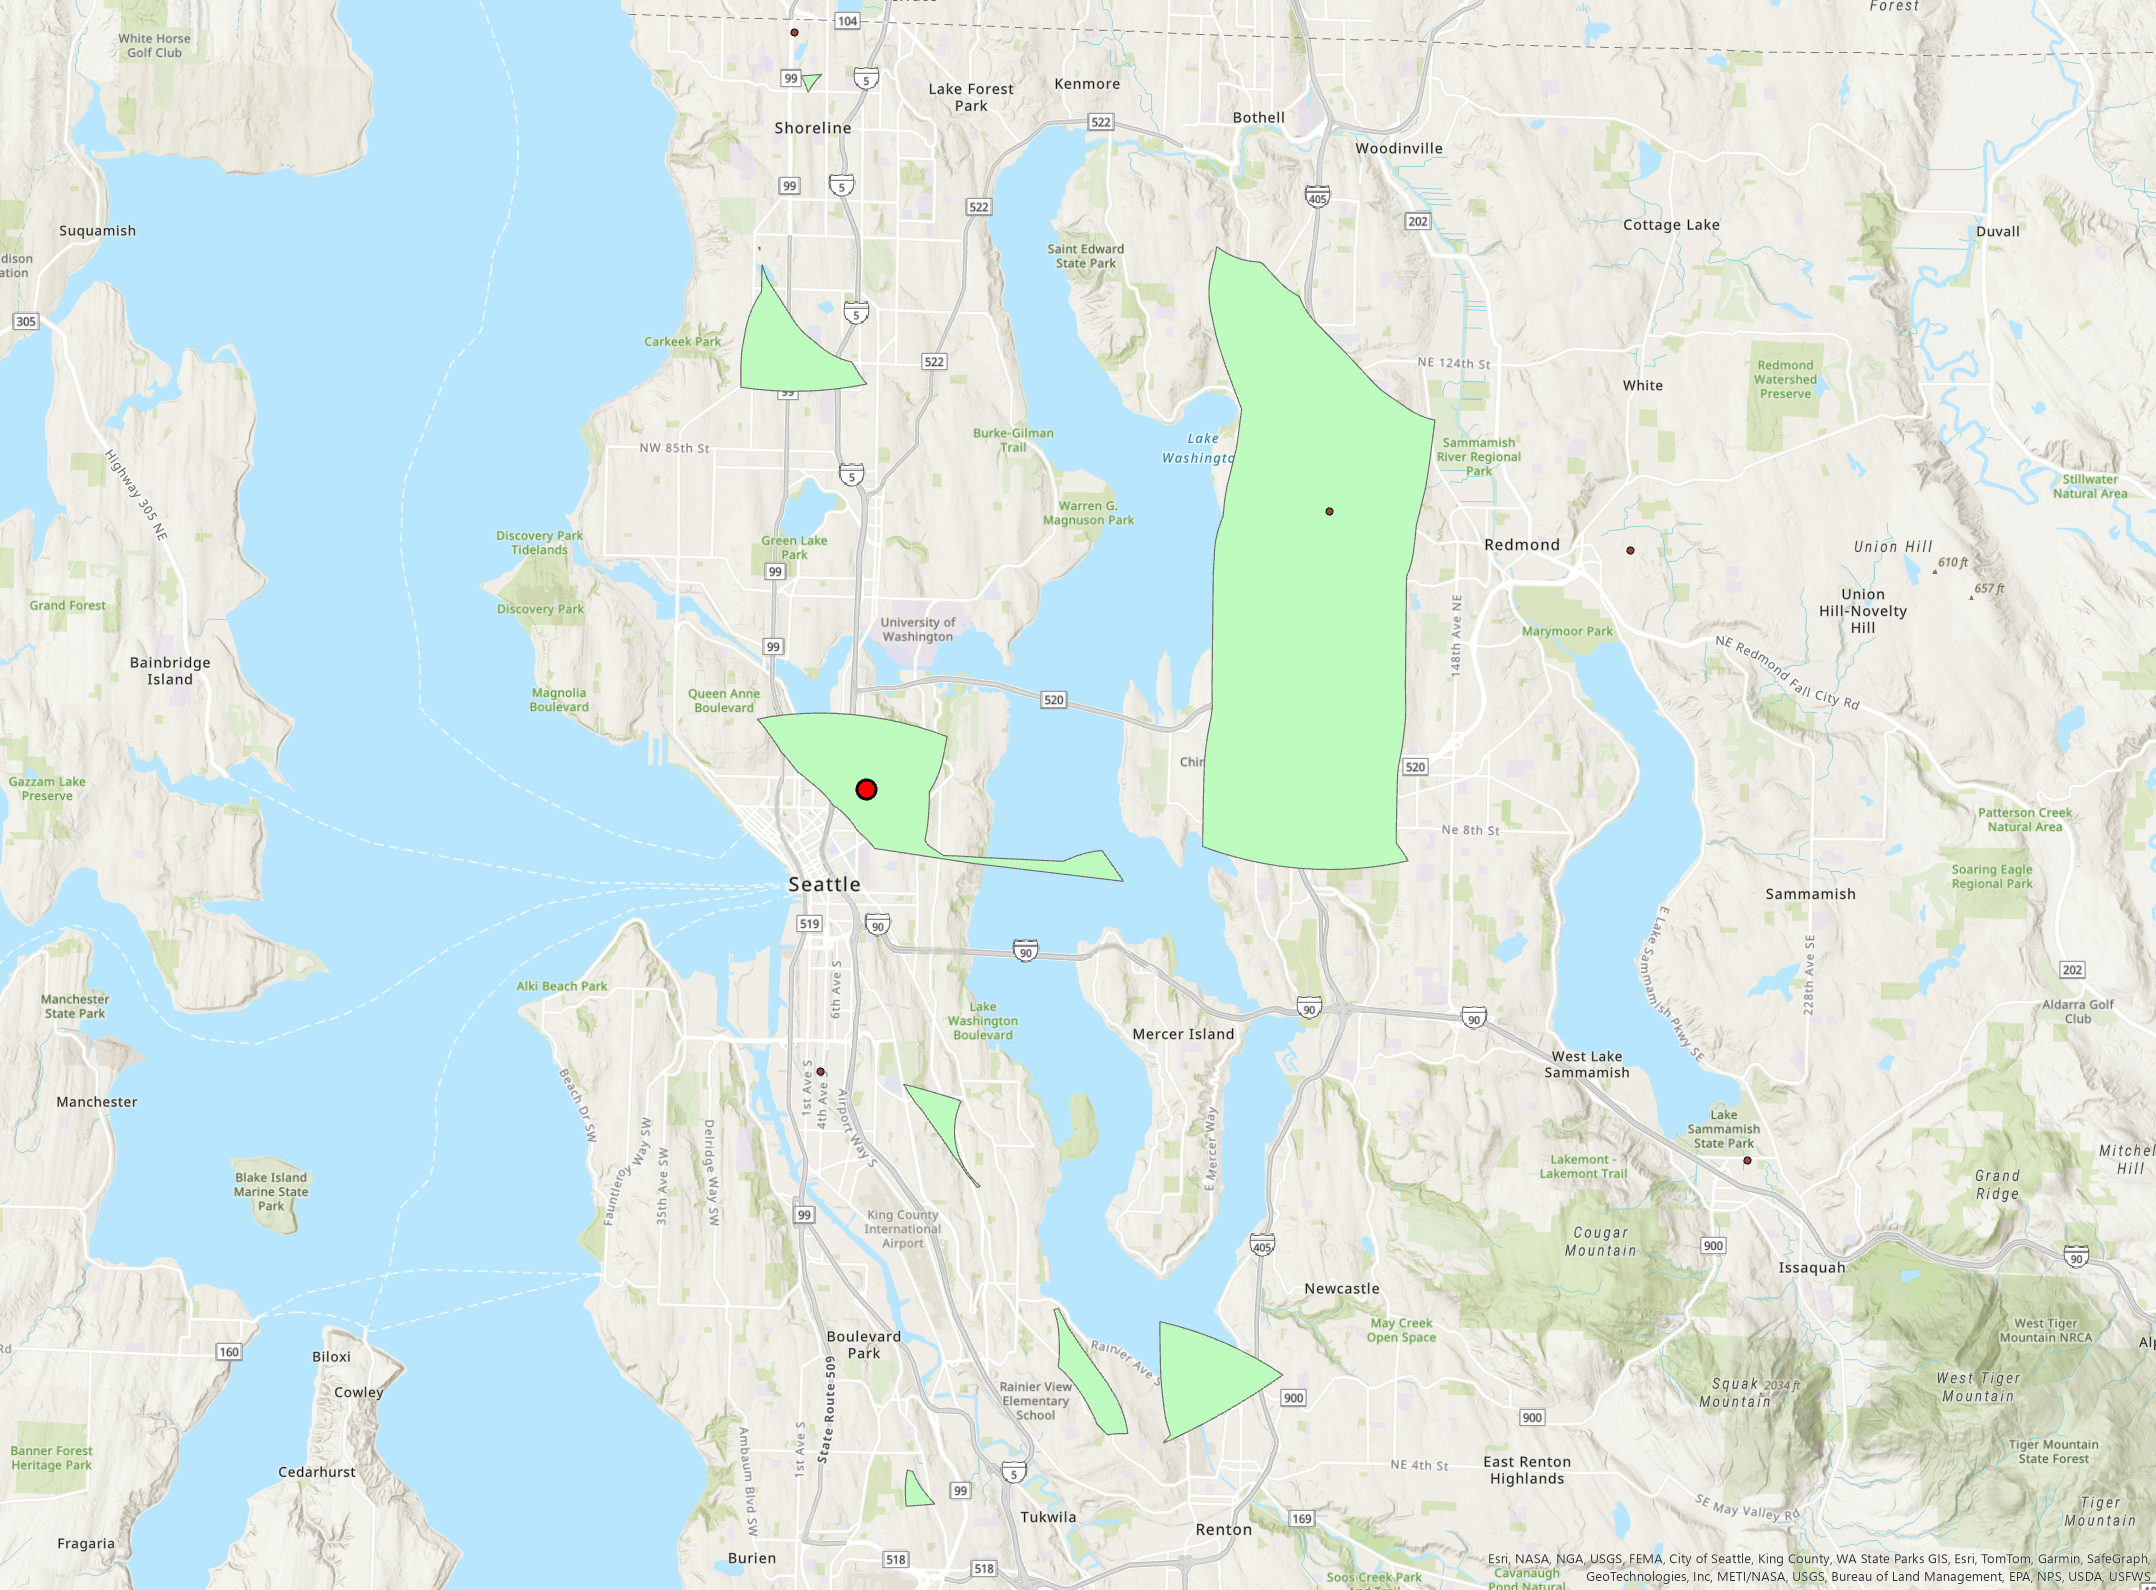 White Horse
Golf Club
104
Forest
99
5
Lake Forest
Park
Kenmore
Shoreline
522
Bothell
Woodinville
99
5
522
405
202
Suquamish
Cottage Lake
Duvall
Saint Edward
State Park
305
5
Carkeek Park
522
NE 124th St
Redmond
Watershed
Preserve
White
99
Lake
NW 85th St
Burke-Gilman
Trail
Sammamish
River Regional
Park
Highway 305 NE
5
Stillwater
Natural Area
Warren G.
Magnuson Park
Discovery Park
Tidelands
Green Lake
Park
Redmond
Union Hill
610 ft
657 ft
99
Grand Forest
Discovery Park
Union
Hill-Novelty
Hill
University of
Washington
148th Ave NE
Marymoor Park
99
NE Redmond Fall City Rd
Bainbridge
Island
Magnolia
Boulevard
Queen Anne
Boulevard
520
Gazzam Lake
Preserve
520
Ne 8th St
Patterson Creek
Natural Area
Seattle
Soaring Eagle
Regional Park
Sammamish
519
90
90
E Lake Sammamish Pkwy SE
228th Ave SE
202
Alki Beach Park
6th Ave S
Manchester
State Park
Lake
Washington
Boulevard
90
90
Aldarra Golf
Club
Mercer Island
West Lake
Sammamish
Beach Dr SW
1st Ave S
4th Ave
Airport Way S
Manchester
Lake
Sammamish
State Park
Fauntleroy Way SW
35th Ave SW
Delridge Way SW
E Mercer Way
Lakemont -
Lakemont Trail
Mitchel
Hill
Grand
Ridge
Blake Island
Marine State
Park
99
King County
International
Airport
405
Cougar
Mountain
900
Issaquah
90
Newcastle
May Creek
Open Space
West Tiger
Mountain NRCA
160
Biloxi
Boulevard
Park
Rainier Ave S
Rainier View
Elementary
School
Cowley
900
Squak
Mountain
2034 ft
West Tiger
Mountain
900
State Route 509
1st Ave S
Ambaum Blvd SW
Banner Forest
Heritage Park
Cedarhurst
5
NE 4th St
East Renton
Highlands
Tiger Mountain
State Forest
99
SE May Valley Rd
Tiger
Mountain
Fragaria
Tukwila
Renton
169
Burien
518
518
Soos Creek Park
Cavanaugh
Esri, NASA, NGA, USGS, FEMA, City of Seattle, King County, WA State Parks GIS, Esri, TomTom, Garmin, SafeGraph,
GeoTechnologies, Inc, METI/NASA, USGS, Bureau of Land Management, EPA, NPS, USDA, USFWS